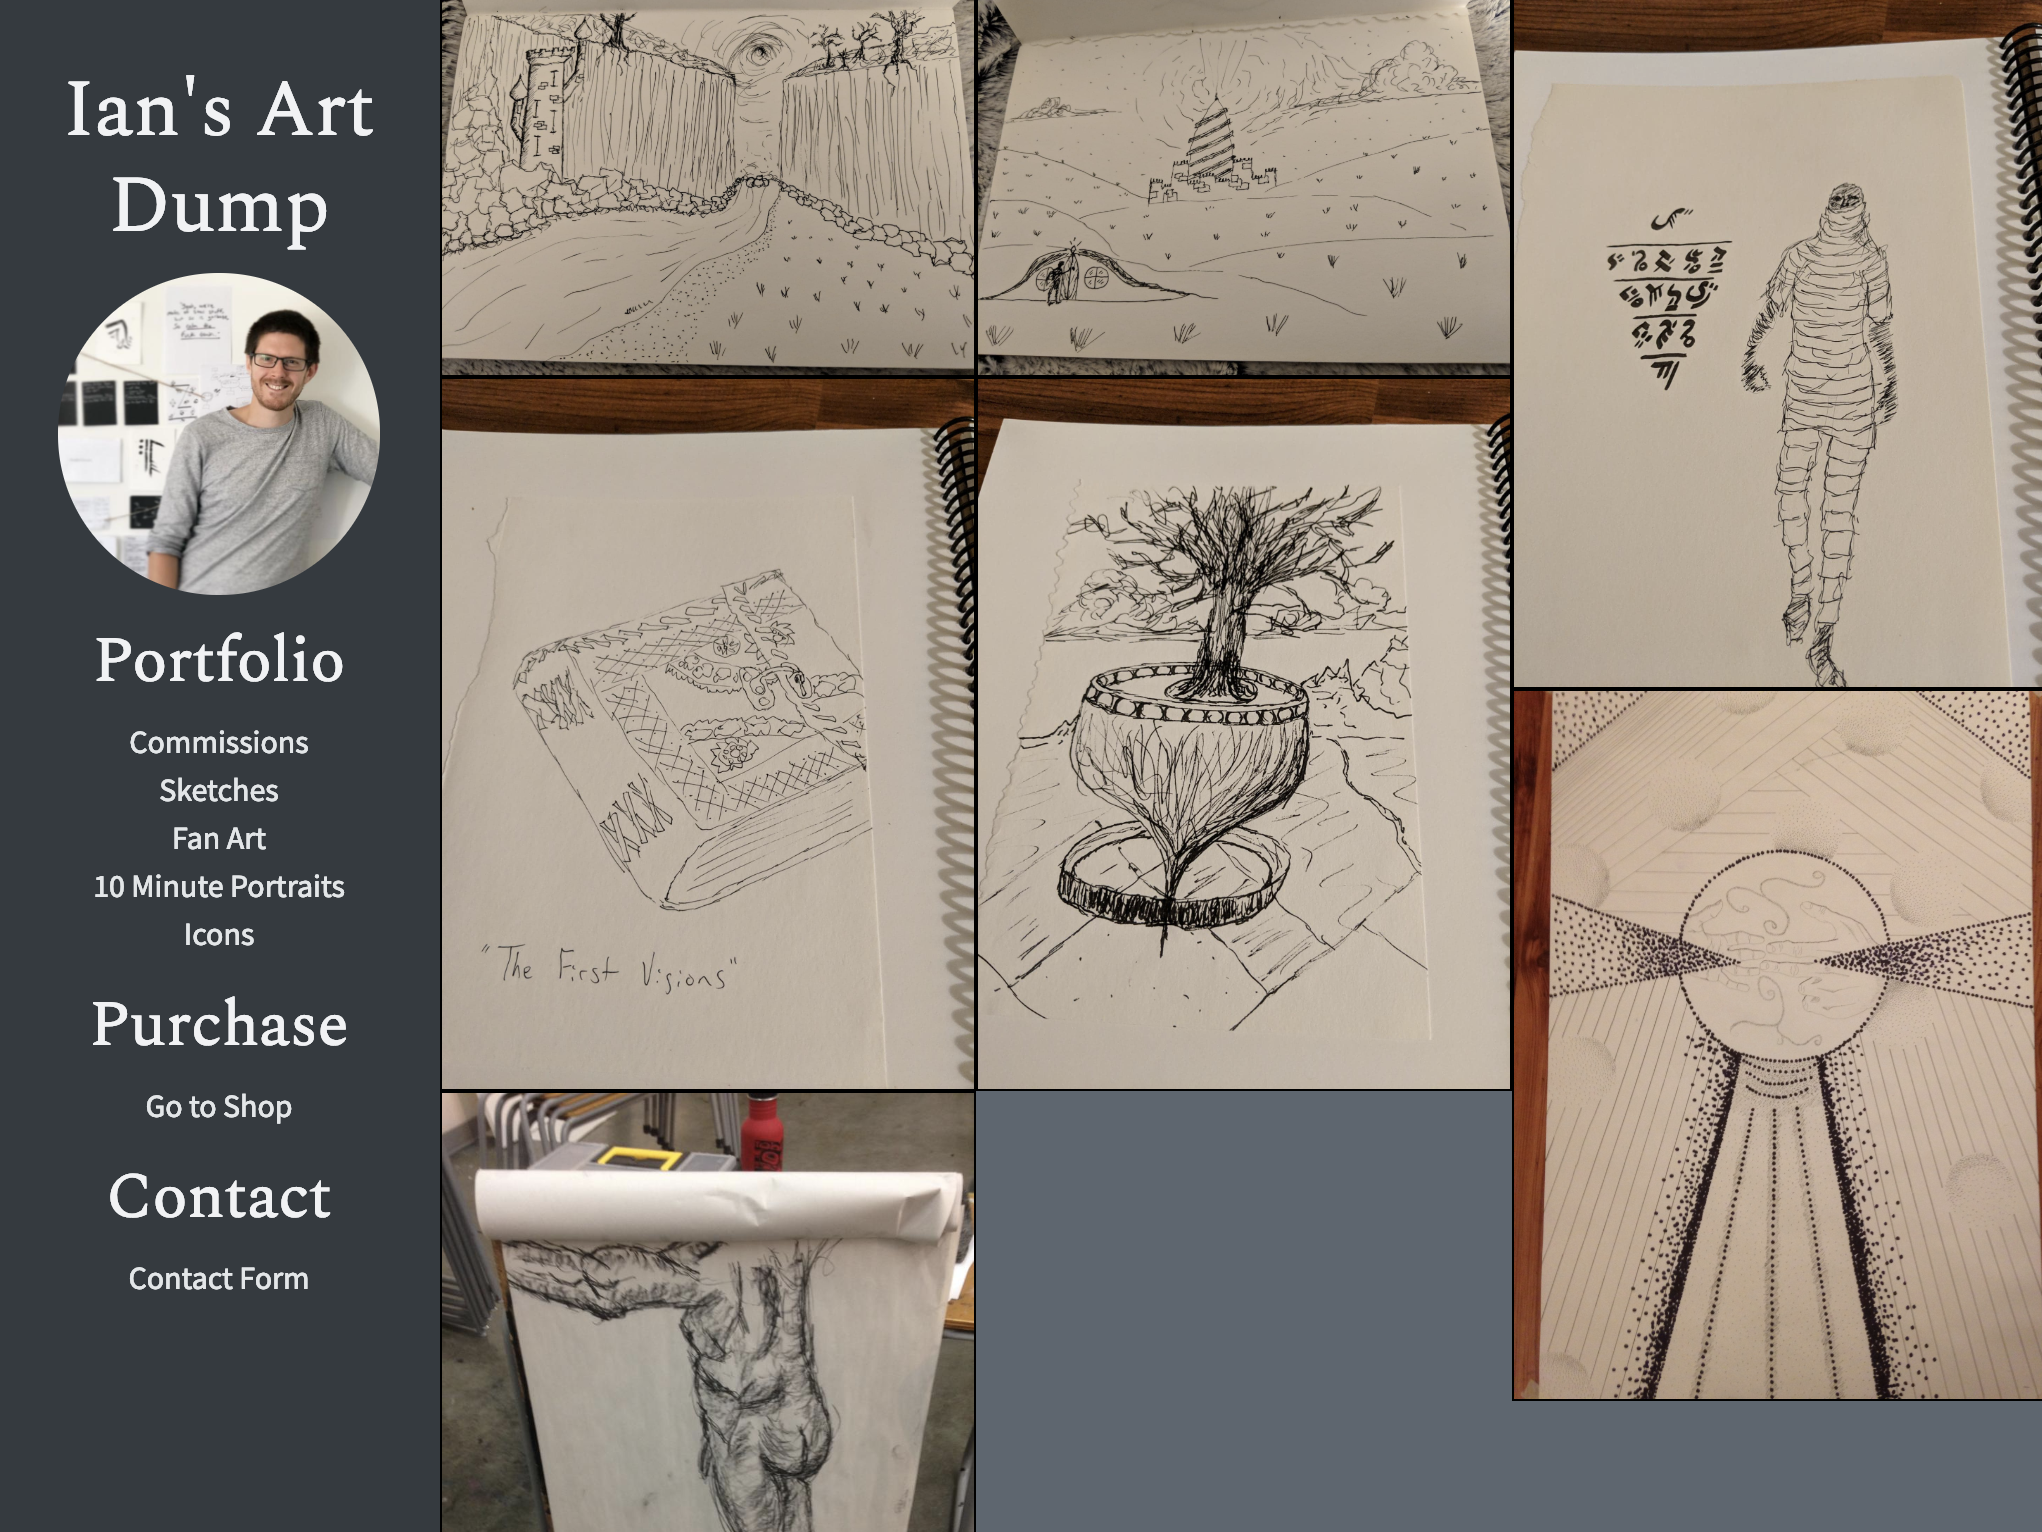 Ian's Art
Dump
Portfolio
Commissions
Sketches
Fan Art
10 Minute Portraits
Icons
Purchase
Go to Shop
Contact
Contact Form
"The First Visions"